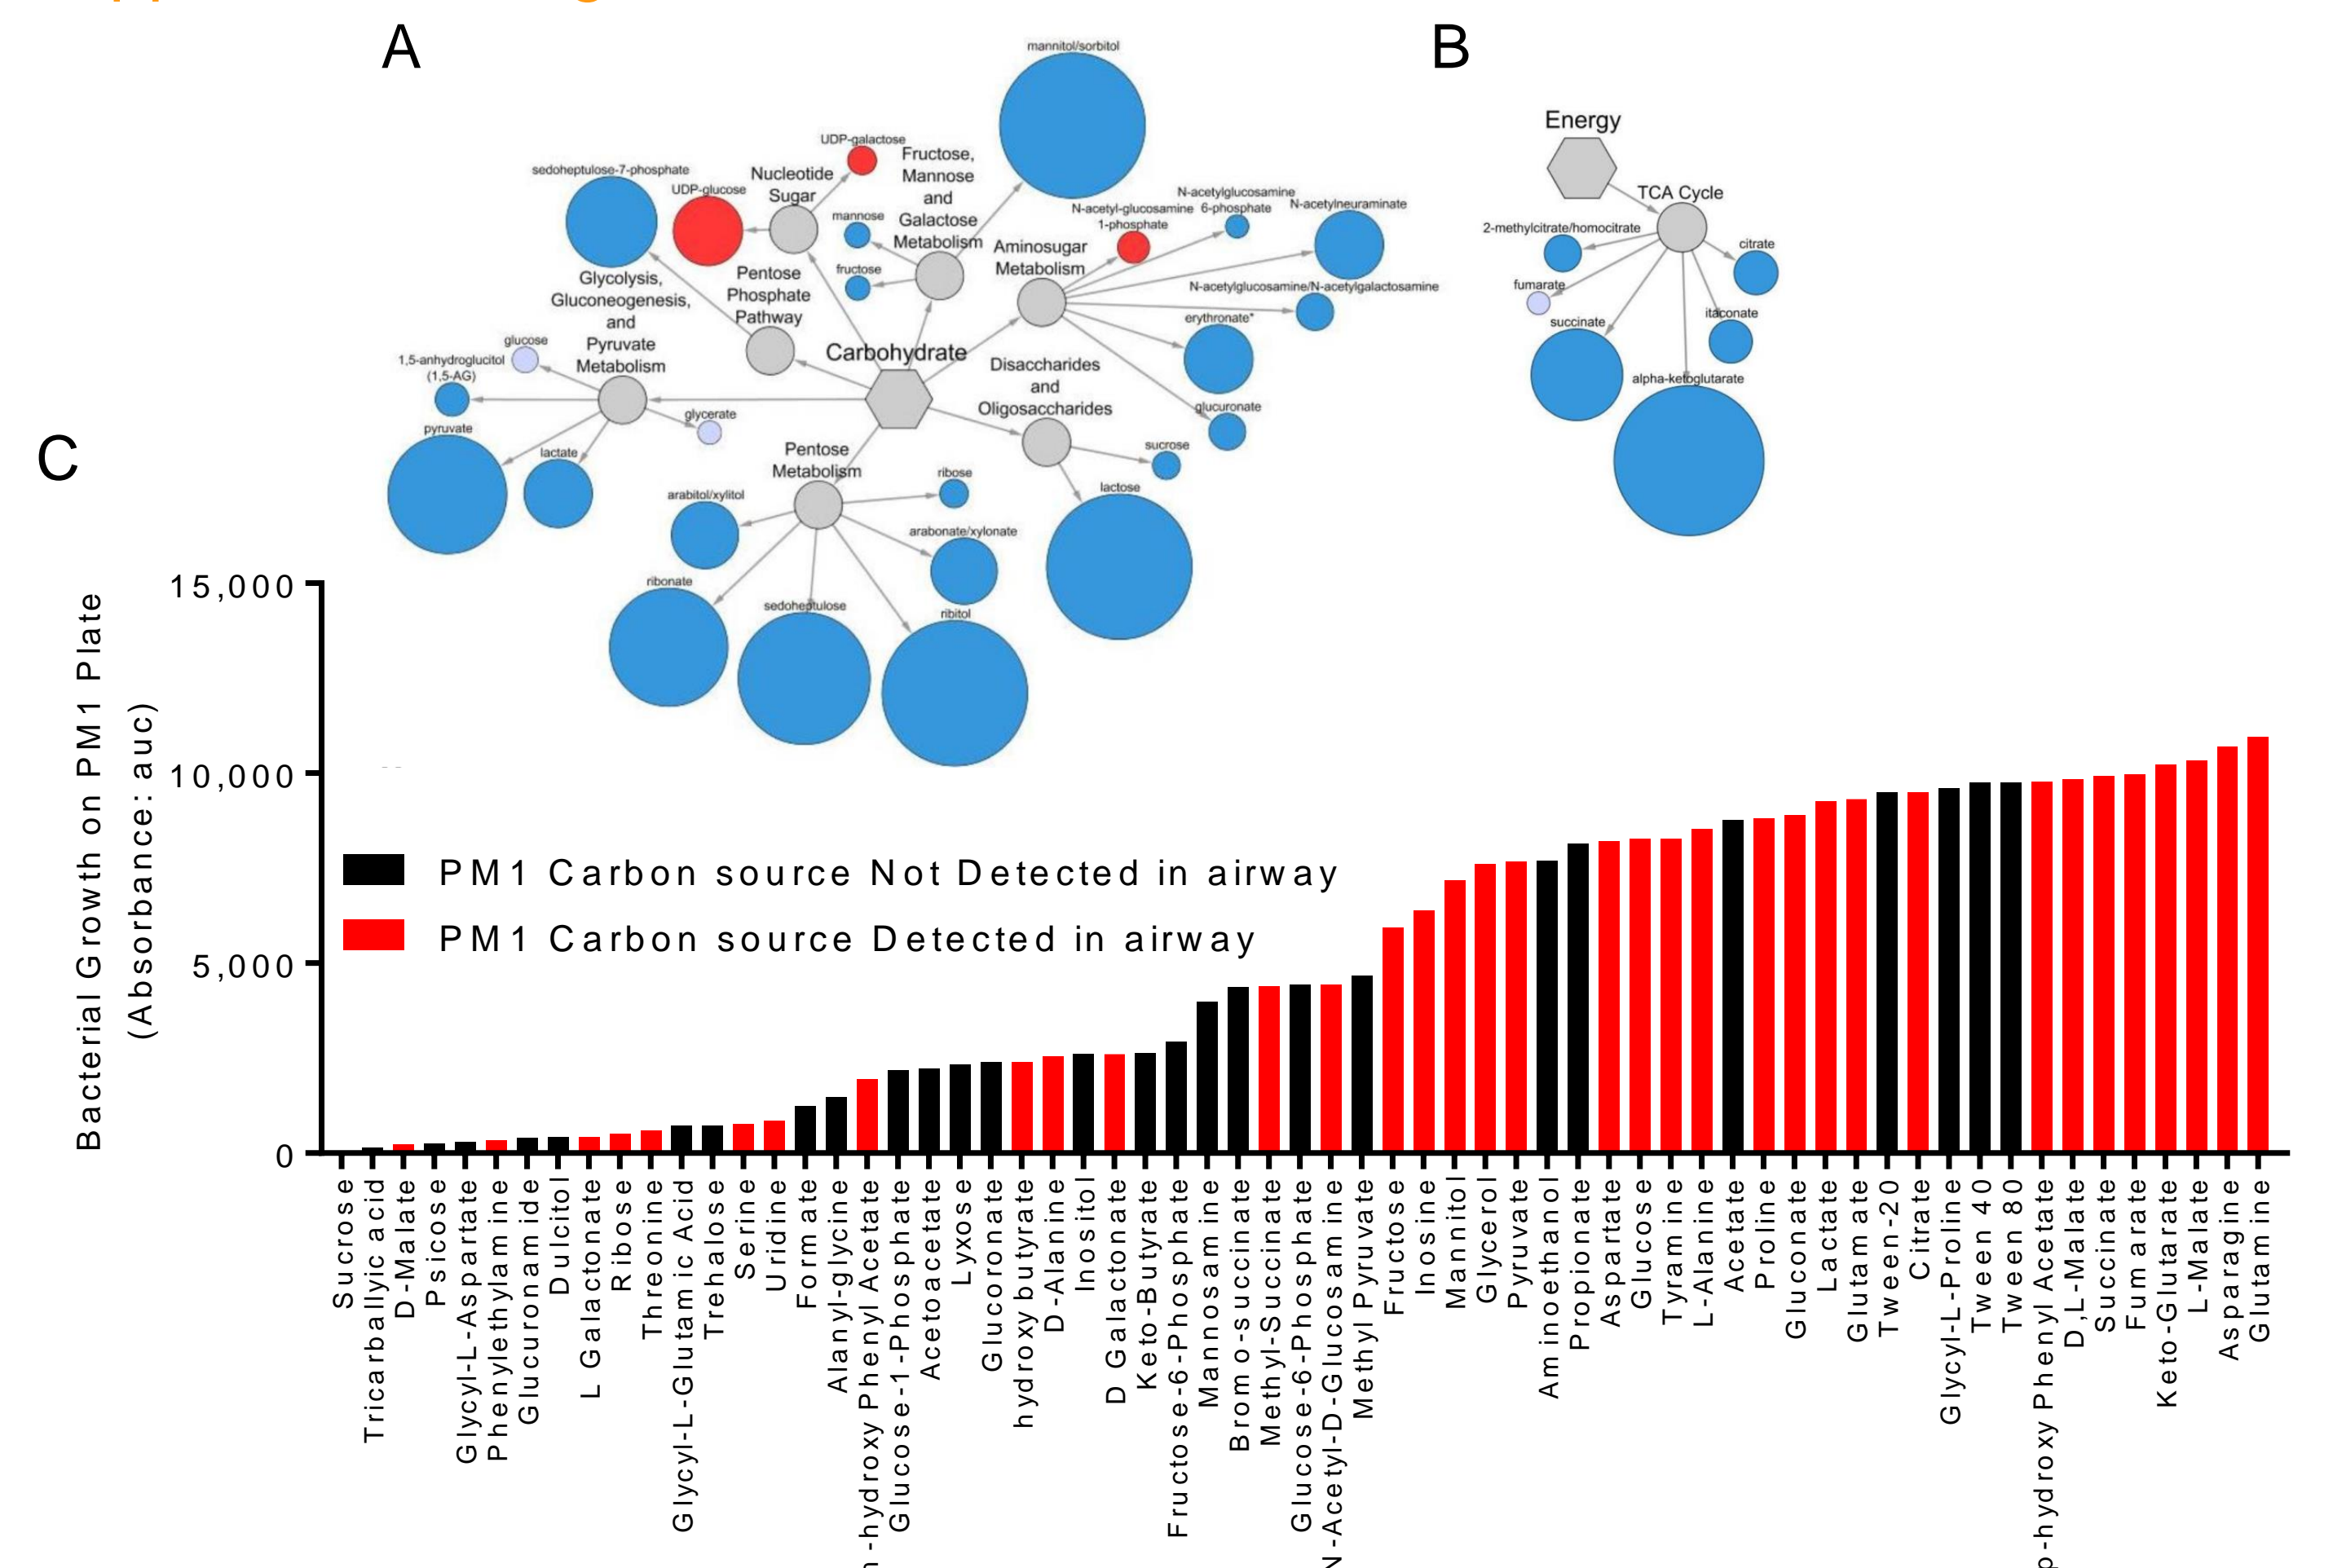 A
B
mannitol/sorbitol
UDP-galactose
Fructose,
Mannose
and
Galactose
Metabolism
sedoheptulose-7-phosphate
Nucleotide
Sugar
UDP-glucose
mannose
fructose
N-acetylglucosamine
6-phosphate
N-acetyl-glucosamine
1-phosphate
N-acetylneuraminate
Aminosugar
Metabolism
N-acetylglucosamine/N-acetylgalactosamine
erythronate*
glucuronate
Glycolysis,
Gluconeogenesis,
and
Pyruvate
Metabolism
Pentose
Phosphate
Pathway
glucose
1,5-anhydroglucitol
(1,5-AG)
glycerate
pyruvate
lactate
Carbohydrate
Disaccharides
and
Oligosaccharides
sucrose
lactose
Pentose
Metabolism
ribose
arabitol/xylitol
arabonate/xylonate
ribonate
sedoheptulose
ribitol
Energy
TCA Cycle
2-methylcitrate/homocitrate
citrate
fumarate
itaconate
succinate
alpha-ketoglutarate
C
Bacterial Growth on PM1 Plate
(Absorbance: auc)
15,000
10,000
5,000
0
PM1 Carbon source Not Detected in airway
PM1 Carbon source Detected in airway
Sucrose
Tricarballyic acid
D-Malate
Psicose
Glycyl-L-Aspartate
Phenylethylamine
Glucuronamide
Dulcitol
L Galactonate
Ribose
Threonine
Glycyl-L-Glutamic Acid
Trehalose
Serine
Uridine
Formate
Alanyl-glycine
-hydroxy Phenyl Acetate
Glucose-1-Phosphate
Acetoacetate
Lyxose
Glucoronate
hydroxybutyrate
D-Alanine
Inositol
D Galactonate
Keto-Butyrate
Fructose-6-Phosphate
Mannosamine
Bromo-succinate
Methyl-Succinate
Glucose-6-Phosphate
N-Acetyl-D-Glucosamine
Methyl Pyruvate
Fructose
Inosine
Mannitol
Glycerol
Pyruvate
Aminoethanol
Propionate
Aspartate
Glucose
Tyramine
L-Alanine
Acetate
Proline
Gluconate
Lactate
Glutamate
Tween-20
Citrate
Glycyl-L-Proline
Tween 40
Tween 80
p-hydroxy Phenyl Acetate
D,L-Malate
Succinate
Fumarate
Keto-Glutarate
L-Malate
Asparagine
Glutamine